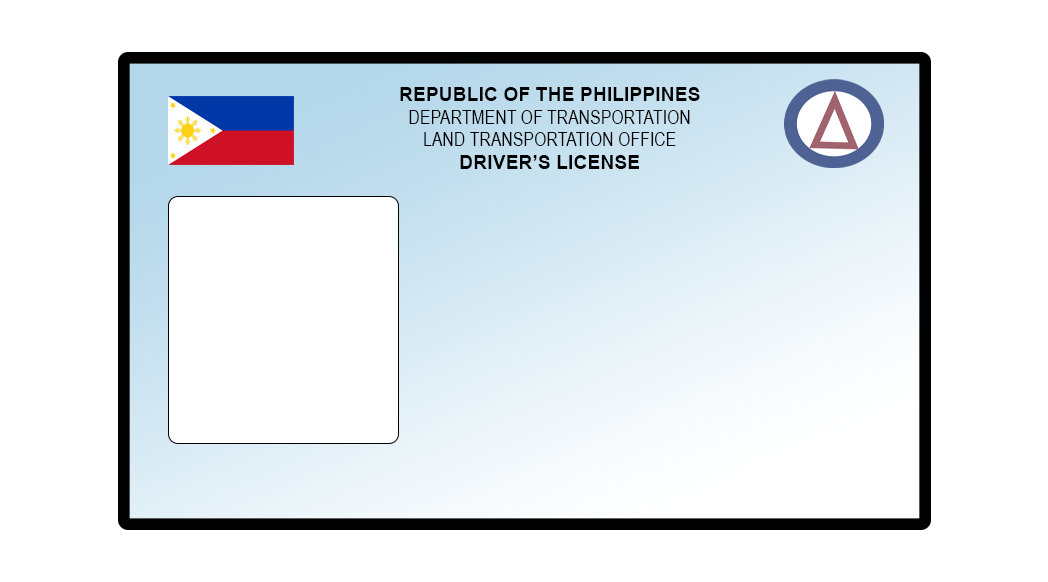 REPUBLIC OF THE PHILIPPINES
DEPARTMENT OF TRANSPORTATION
LAND TRANSPORTATION OFFICE
DRIVER’S LICENSE